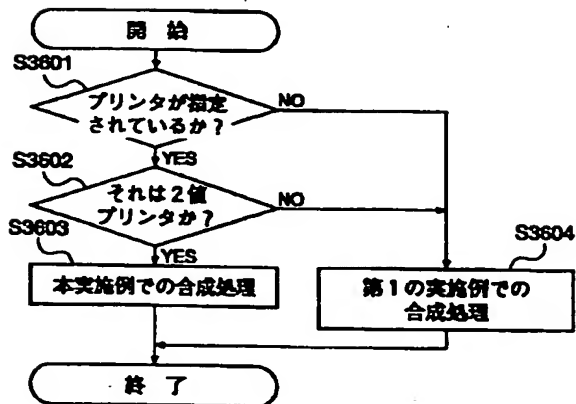 開 始
S3601
プリンタが指定
されているか?
NO
YES
S3602
それは2値
プリンタか?
NO
YES
S3603
本実施例での合成処理
S3604
第1の実施例での
合成処理
終 了